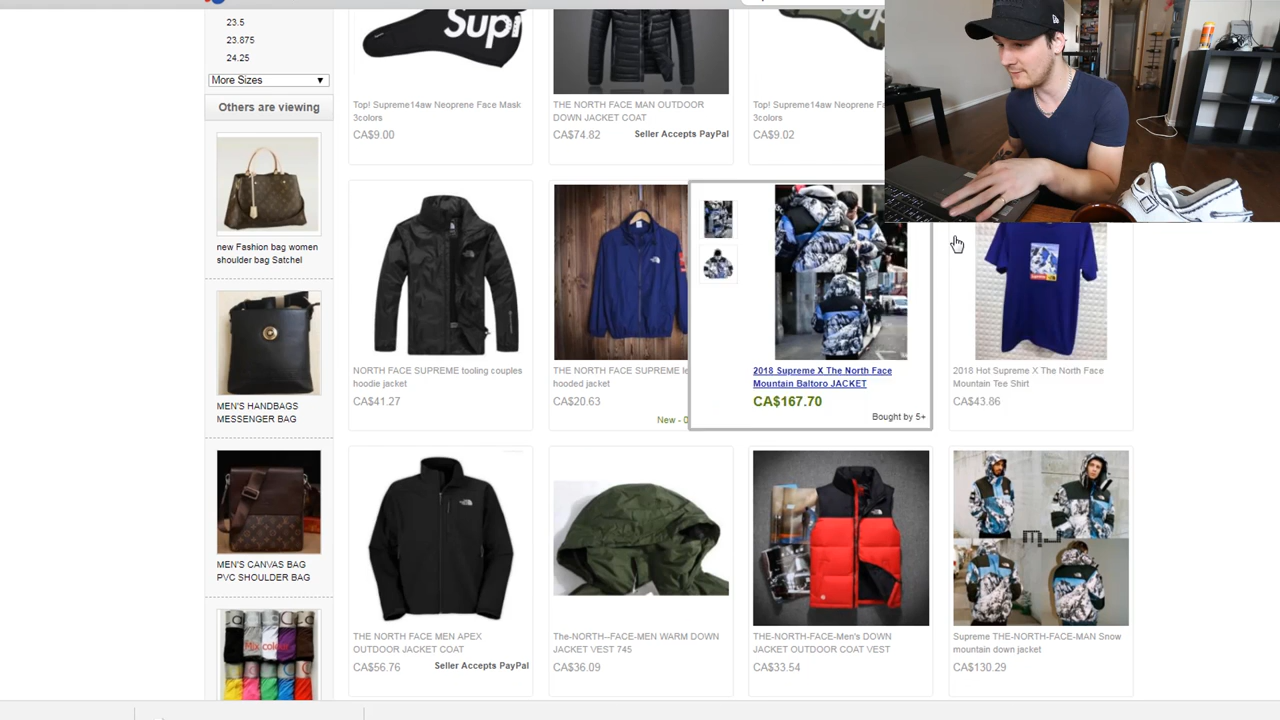 23.5
23.875
24.25
More Sizes ▼
Others are viewing
new Fashion bag women
shoulder bag Satchel
MEN'S HANDBAGS
MESSENGER BAG
MEN'S CANVAS BAG
PVC SHOULDER BAG
Mix colour
Sup
Top! Supreme14aw Neoprene Face Mask
3colors
CA$9.00
THE NORTH FACE MAN OUTDOOR
DOWN JACKET COAT
CA$74.82
Seller Accepts PayPal
Top! Supreme14aw Neoprene Fa
3colors
CA$9.02
NORTH FACE SUPREME tooling couples
hoodie jacket
CA$41.27
THE NORTH FACE SUPREME le
hooded jacket
CA$20.63
New - 0
2018 Supreme X The North Face
Mountain Baltoro JACKET
CA$167.70
Bought by 5+
2018 Hot Supreme X The North Face
Mountain Tee Shirt
CA$43.86
THE NORTH FACE MEN APEX
OUTDOOR JACKET COAT
CA$56.76
Seller Accepts PayPal
The-NORTH--FACE-MEN WARM DOWN
JACKET VEST 745
CA$36.09
THE-NORTH-FACE-Men's DOWN
JACKET OUTDOOR COAT VEST
CA$33.54
MJ
Supreme THE-NORTH-FACE-MAN Snow
mountain down jacket
CA$130.29